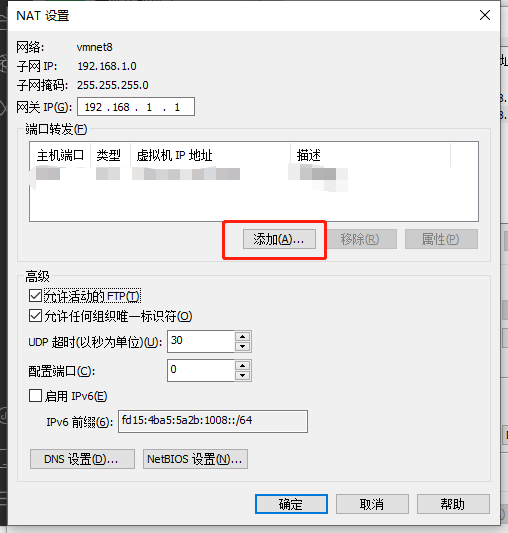 NAT 设置
网络: vmnet8
子网 IP: 192.168.1.0
子网掩码: 255.255.255.0
网关 IP(G): 192 . 168 . 1 . 1
端口转发(F)
主机端口 类型 虚拟机 IP 地址 描述
添加(A)... 移除(R) 属性(P)
高级
允许活动的 FTP(T)
允许任何组织唯一标识符(O)
UDP 超时(以秒为单位)(U): 30
配置端口(C): 0
启用 IPv6(E)
IPv6 前缀(6): fd15:4ba5:5a2b:1008::/64
DNS 设置(D)... NetBIOS 设置(N)...
确定 取消 帮助